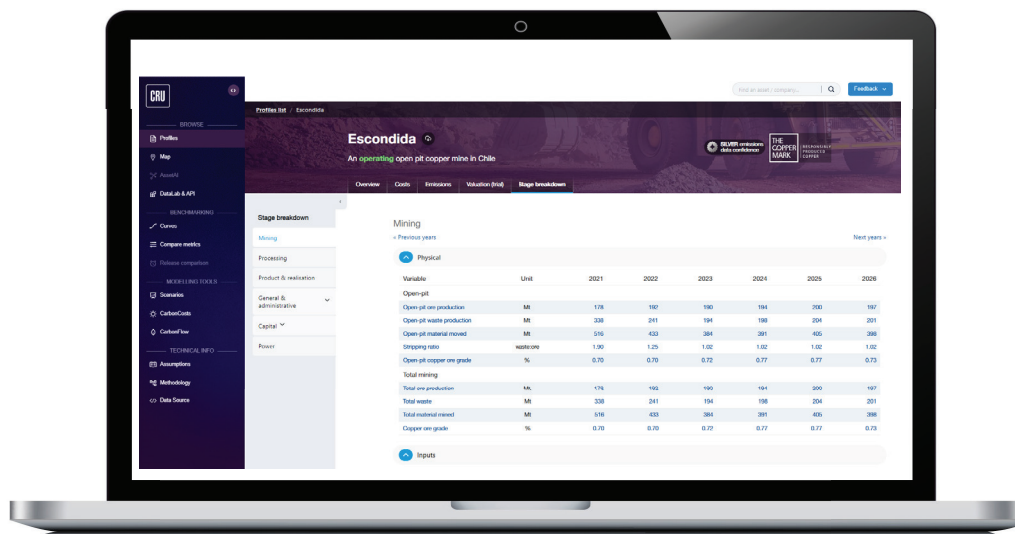 CRU
Find an asset / company...
Feedback
BROWSE
Profiles
Map
AssetAI
DataLab & API
BENCHMARKING
Curves
Compare metrics
Release comparison
MODELLING TOOLS
Scenarios
CarbonCosts
CarbonFlow
TECHNICAL INFO
Assumptions
Methodology
Data Source
Profiles list / Escondida
Escondida
An operating open pit copper mine in Chile
SILVER emissions
data confidence
THE
COPPER
MARK
RESPONSIBLY
PRODUCED
COPPER
Overview Costs Emissions Valuation (trial) Stage breakdown
Stage breakdown
Mining
Processing
Product & realisation
General &
administrative
Capital
Power
Mining
« Previous years Next years »
Physical
Variable Unit 2021 2022 2023 2024 2025 2026
Open-pit
Open-pit ore production Mt 178 192 190 194 200 197
Open-pit waste production Mt 338 241 194 198 204 201
Open-pit material moved Mt 516 433 384 391 405 398
Stripping ratio waste:ore 1.90 1.25 1.02 1.02 1.02 1.02
Open-pit copper ore grade % 0.70 0.70 0.72 0.77 0.77 0.73
Total mining
Total ore production Mt 178 192 190 194 200 197
Total waste Mt 338 241 194 198 204 201
Total material mined Mt 516 433 384 391 405 398
Copper ore grade % 0.70 0.70 0.72 0.77 0.77 0.73
Inputs